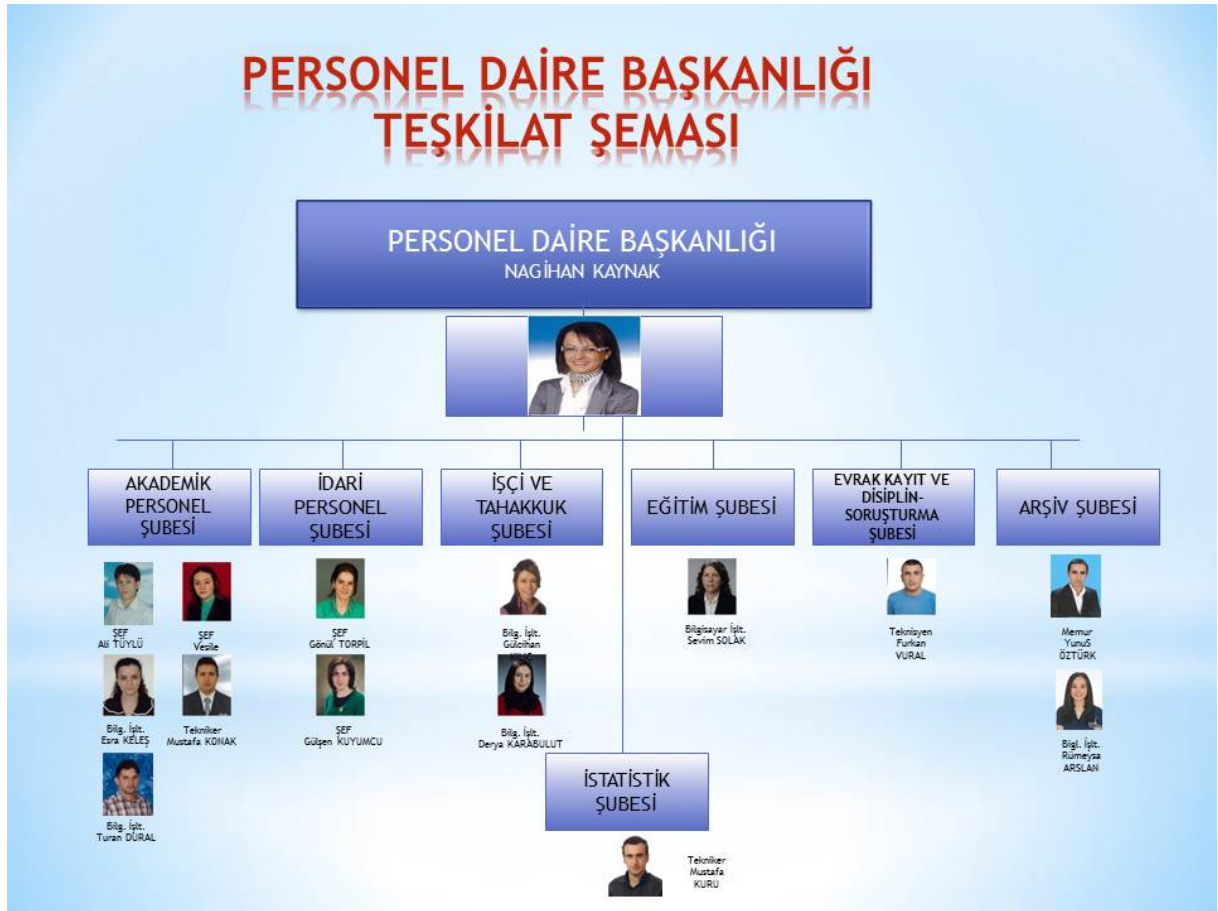 PERSONEL DAİRE BAŞKANLIĞI
TEŞKİLAT ŞEMASI
PERSONEL DAİRE BAŞKANLIĞI
NAGİHAN KAYNAK
AKADEMİK
PERSONEL
ŞUBESİ
İDARİ
PERSONEL
ŞUBESİ
İŞÇİ VE
TAHAKKUK
ŞUBESİ
EĞİTİM ŞUBESİ
EVRAK KAYIT VE
DISIPLİN-
SORUŞTURMA
ŞUBESİ
ARŞİV ŞUBESİ
ŞEF
Ali TÜYLÜ
ŞEF
Vesile
ŞEF
Gönül TORPİL
Bilg. İşlt.
Gülcihan
Bilgisayar İşlt.
Sevim SOLAK
Teknisyen
Furkan
VURAL
Memur
YunuS
ÖZTÜRK
Bilg. İşlt.
Esra KELEŞ
Tekniker
Mustafa KONAK
ŞEF
Gülşen KUYUMCU
Bilg. İşlt.
Derya KARABULUT
Bigl. İşlt.
Rümeysa
ARSLAN
Bilg. İşlt.
Turan DURAL
İSTATİSTİK
ŞUBESİ
Tekniker
Mustafa
KURU